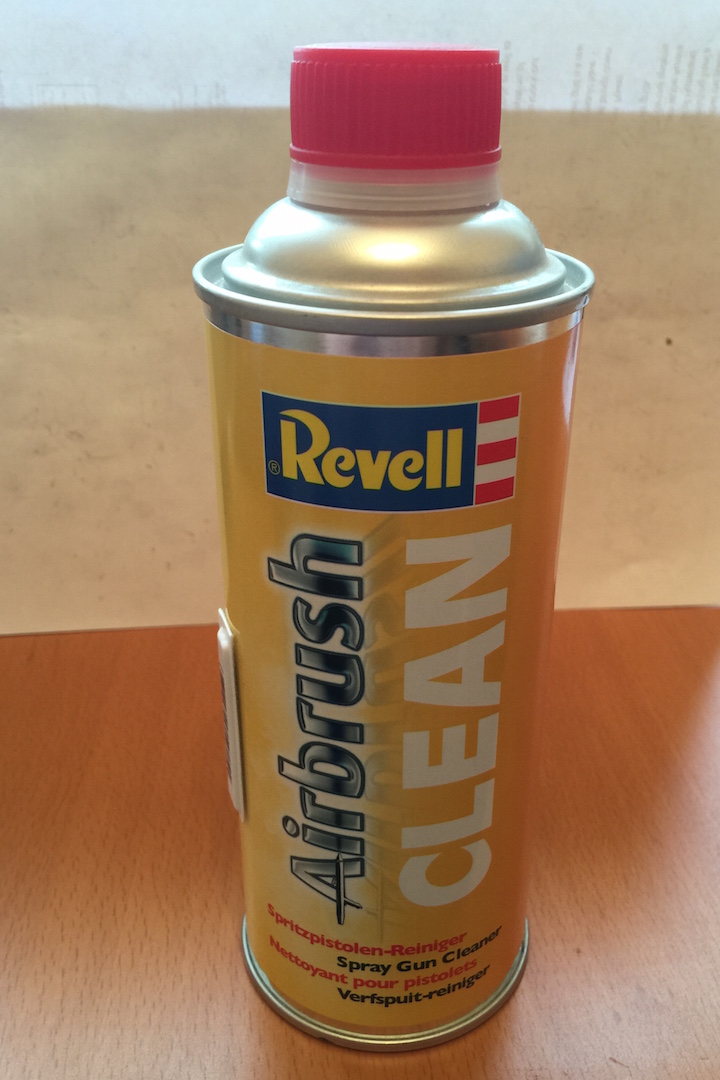 Revell
®
Airbrush
CLEAN
Spritzpistolen-Reiniger
Spray Gun Cleaner
Nettoyant pour pistolets
Verfspuit-reiniger